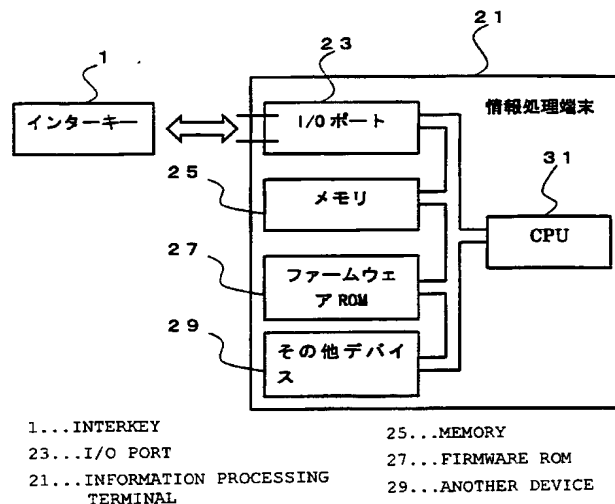 1
23
21
インターキー
I/O ポート
情報処理端末
25
メモリ
31
CPU
27
ファームウェ
ア ROM
29
その他デバイ
ス
1...INTERKEY
23...I/O PORT
21...INFORMATION PROCESSING
TERMINAL
25...MEMORY
27...FIRMWARE ROM
29...ANOTHER DEVICE